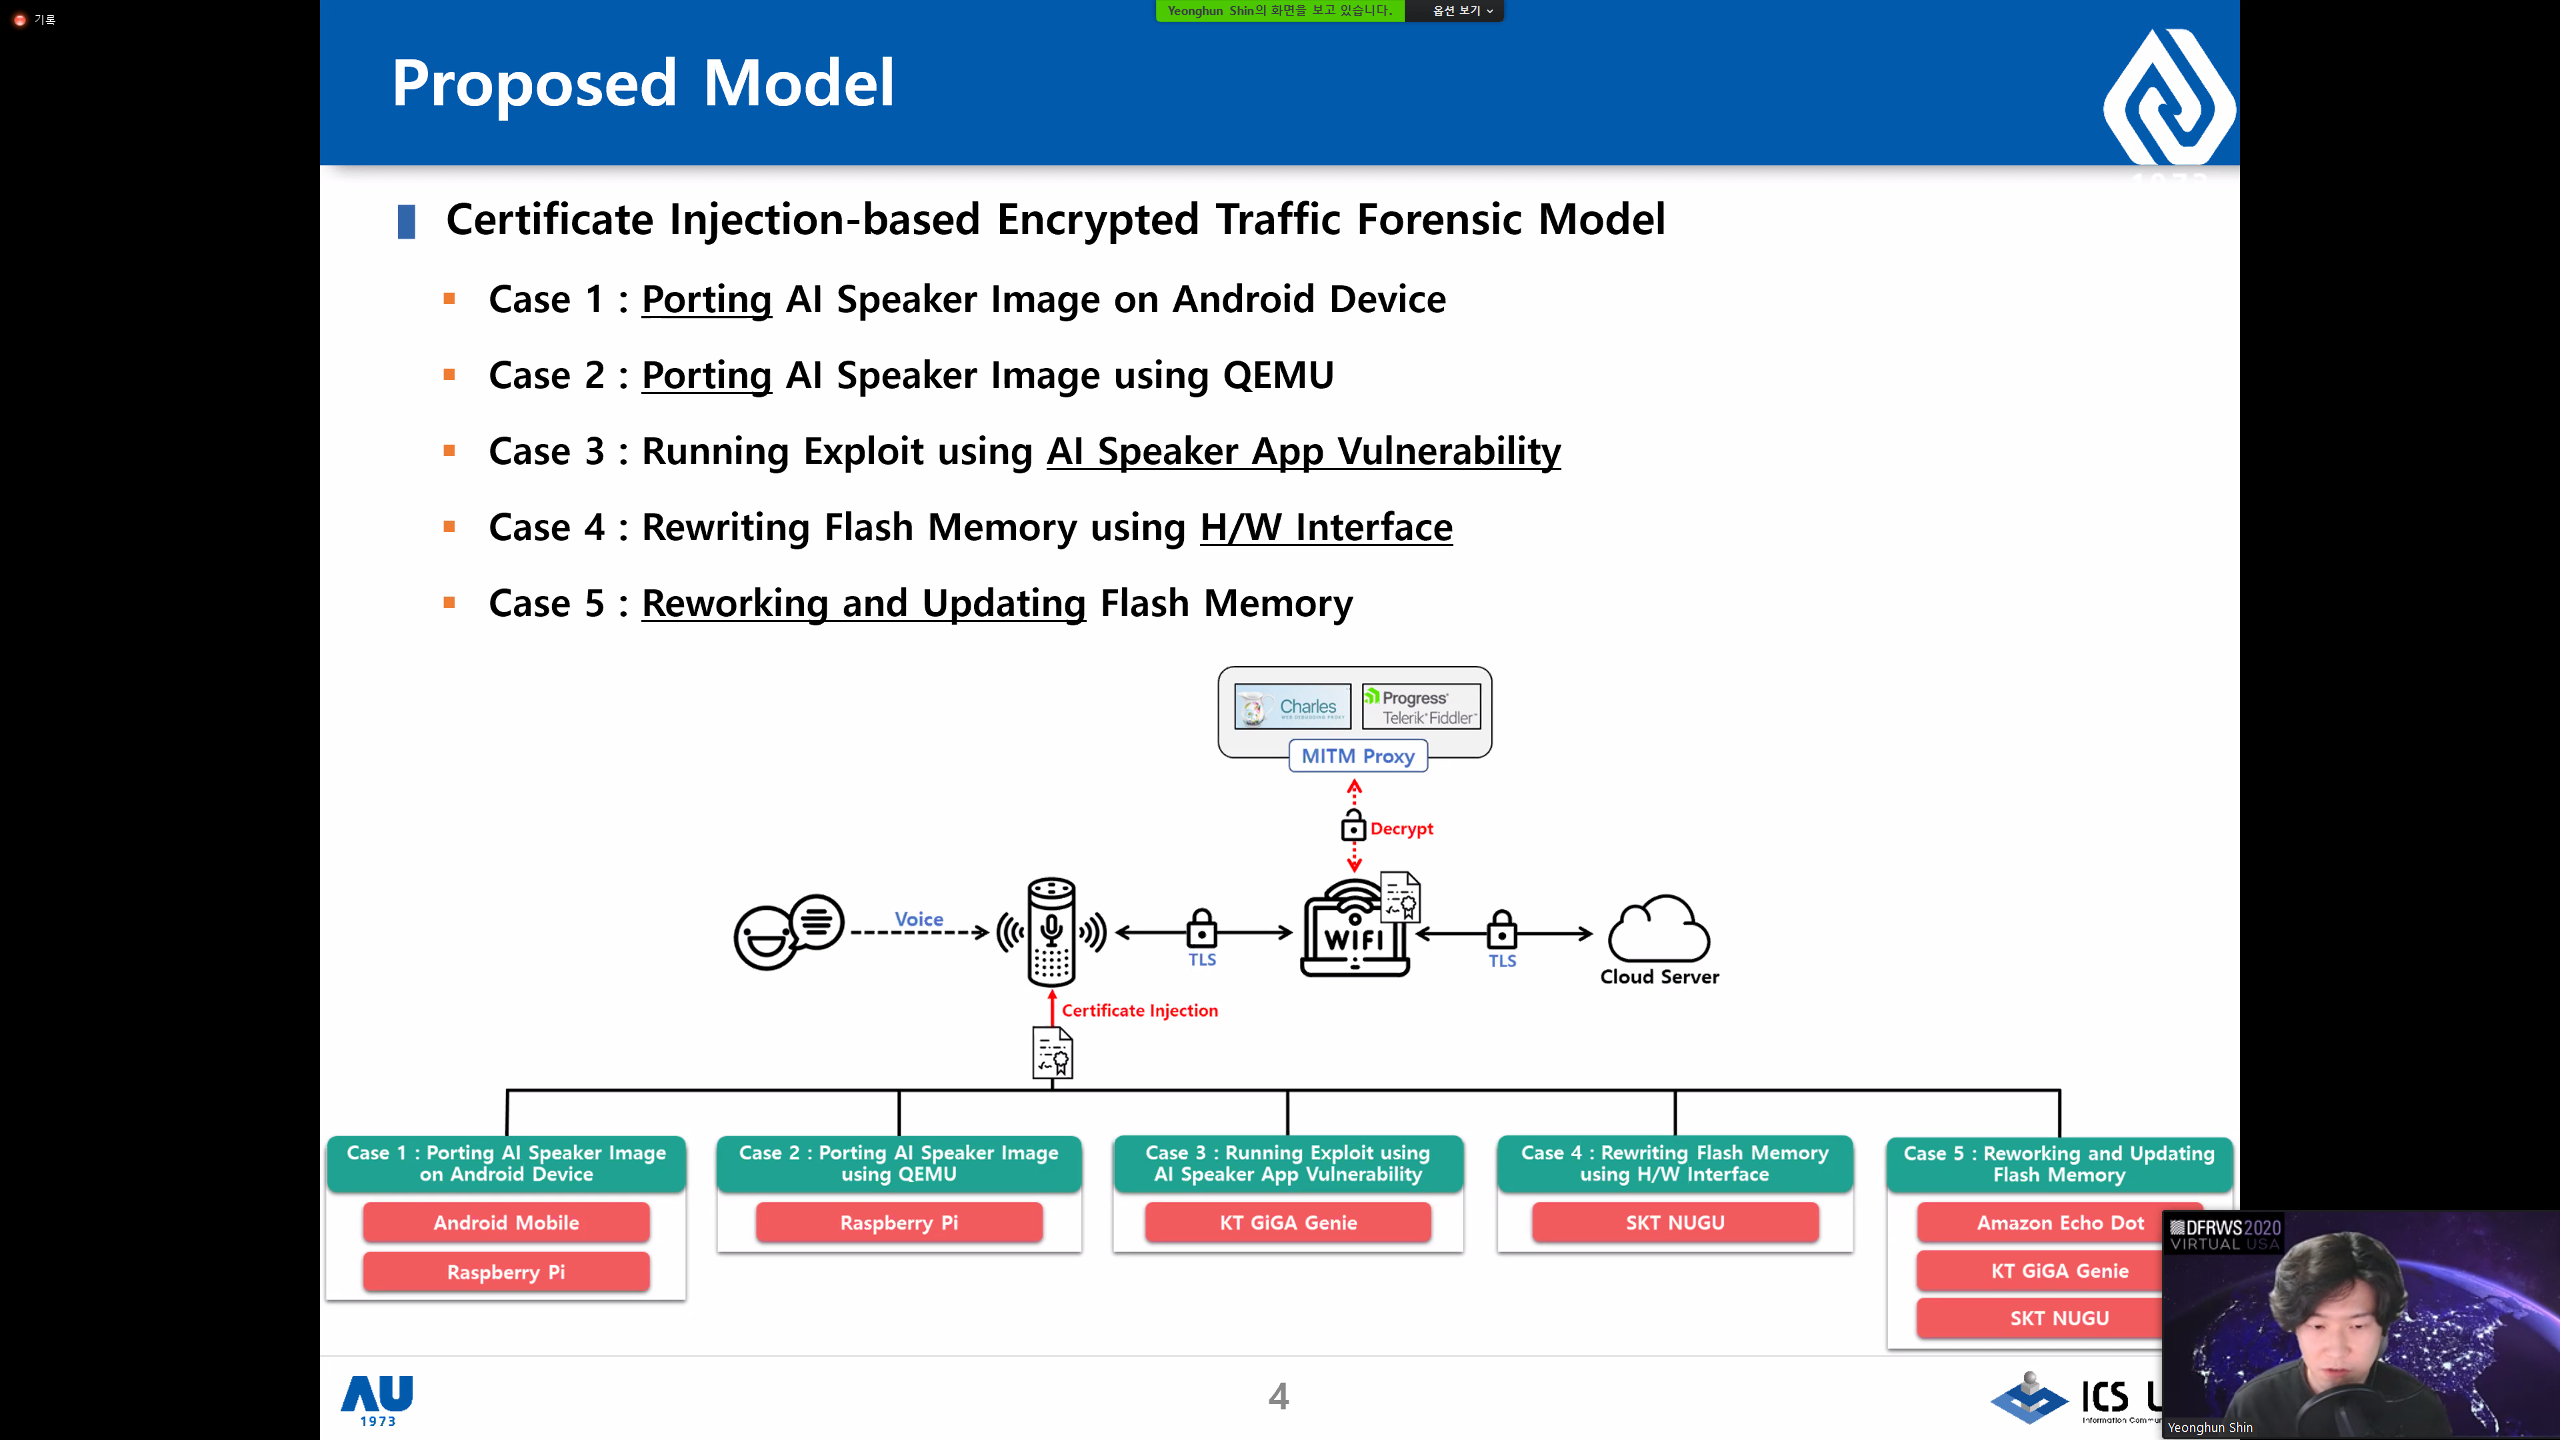 기록
Yeonghun Shin의 화면을 보고 있습니다.
옵션 보기
Proposed Model
Certificate Injection-based Encrypted Traffic Forensic Model
Case 1 : Porting AI Speaker Image on Android Device
Case 2 : Porting AI Speaker Image using QEMU
Case 3 : Running Exploit using AI Speaker App Vulnerability
Case 4 : Rewriting Flash Memory using H/W Interface
Case 5 : Reworking and Updating Flash Memory
Charles
WEB DEBUGGING PROXY
Progress
Telerik Fiddler
MITM Proxy
Decrypt
Voice
TLS
WIFI
TLS
Cloud Server
Certificate Injection
Case 1 : Porting AI Speaker Image
on Android Device
Android Mobile
Raspberry Pi
Case 2 : Porting AI Speaker Image
using QEMU
Raspberry Pi
Case 3 : Running Exploit using
AI Speaker App Vulnerability
KT GiGA Genie
Case 4 : Rewriting Flash Memory
using H/W Interface
SKT NUGU
Case 5 : Reworking and Updating
Flash Memory
Amazon Echo Dot
KT GiGA Genie
SKT NUGU
DFRWS 2020
VIRTUAL USA
Yeonghun Shin
AU
1973
4
ICS